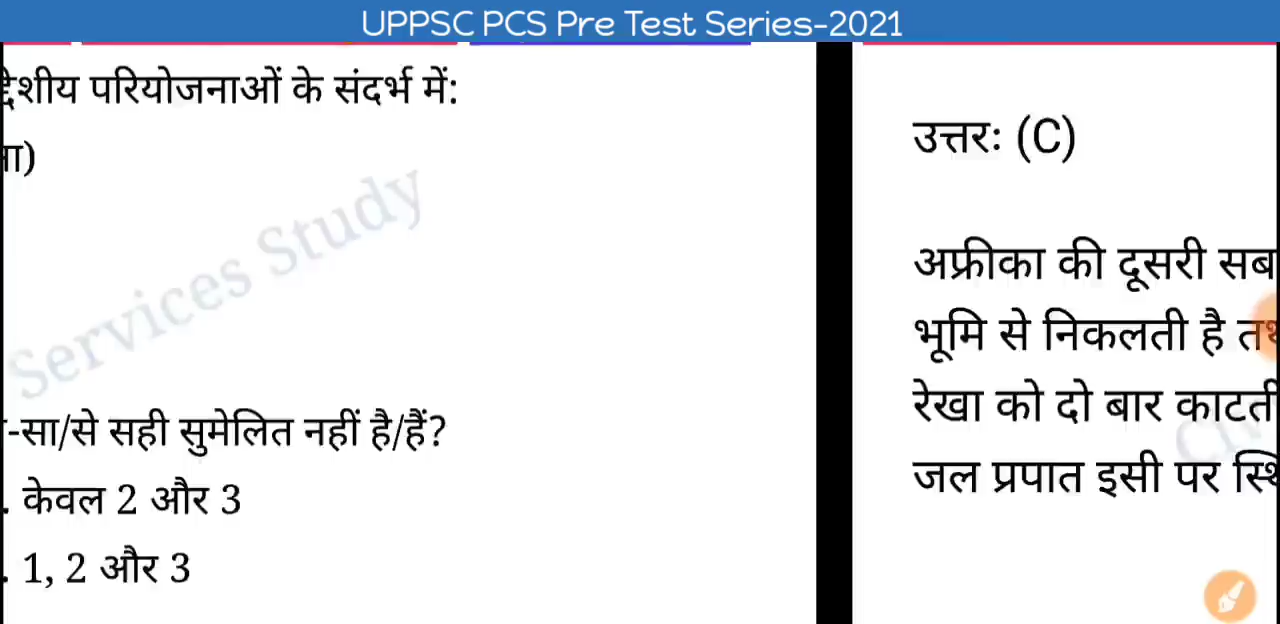 UPPSC PCS Pre Test Series-2021
द्देशीय परियोजनाओं के संदर्भ में:
Services Study
-सा/से सही सुमेलित नहीं है/हैं?
. केवल 2 और 3
. 1, 2 और 3
उत्तरः (C)
अफ्रीका की दूसरी सब
भूमि से निकलती है
रेखा को दो बार काटती
जल प्रपात इसी पर